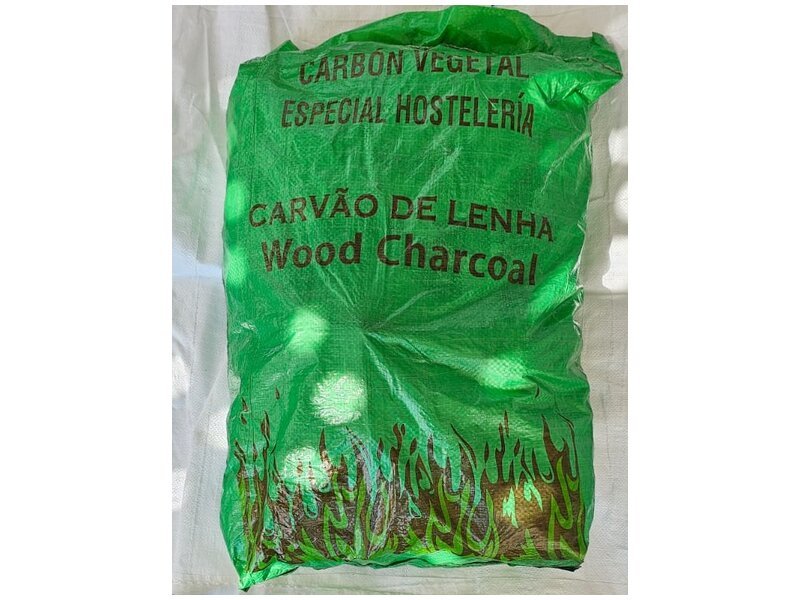 CARBÓN VEGETAL
ESPECIAL HOSTELERÍA
CARVÃO DE LENHA
Wood Charcoal